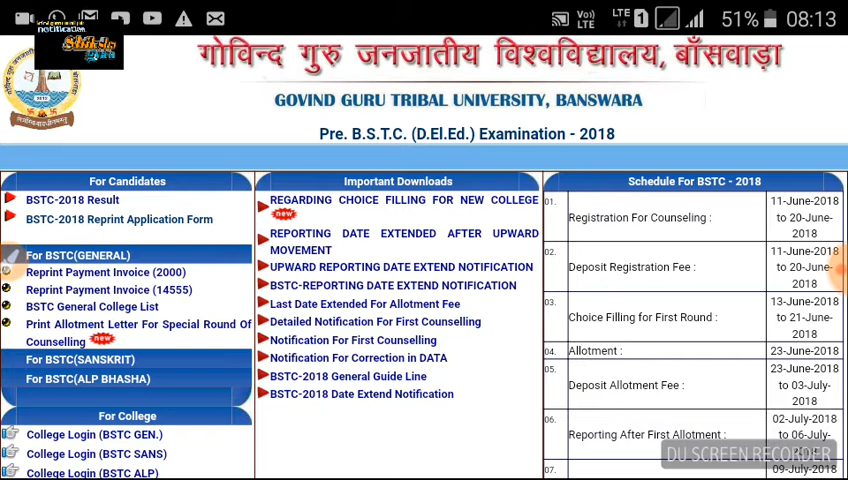 notification
Vo))
LTE
LTE 1
51%
08:13
गोविन्द गुरु जनजातीय विश्वविद्यालय, बाँसवाड़ा
GOVIND GURU TRIBAL UNIVERSITY, BANSWARA
Pre. B.S.T.C. (D.El.Ed.) Examination - 2018
For Candidates
BSTC-2018 Result
BSTC-2018 Reprint Application Form
For BSTC(GENERAL)
Reprint Payment Invoice (2000)
Reprint Payment Invoice (14555)
BSTC General College List
Print Allotment Letter For Special Round Of
Counselling new
For BSTC(SANSKRIT)
For BSTC(ALP BHASHA)
For College
College Login (BSTC GEN.)
College Login (BSTC SANS)
College Login (BSTC ALP)
Important Downloads
REGARDING CHOICE FILLING FOR NEW COLLEGE
new
REPORTING DATE EXTENDED AFTER UPWARD
MOVEMENT
UPWARD REPORTING DATE EXTEND NOTIFICATION
BSTC-REPORTING DATE EXTEND NOTIFICATION
Last Date Extended For Allotment Fee
Detailed Notification For First Counselling
Notification For First Counselling
Notification For Correction in DATA
BSTC-2018 General Guide Line
BSTC-2018 Date Extend Notification
Schedule For BSTC - 2018
01.
Registration For Counseling :
11-June-2018
to 20-June-
2018
02.
Deposit Registration Fee :
11-June-2018
to 20-June-
2018
03.
Choice Filling for First Round :
13-June-2018
to 21-June-
2018
04.
Allotment :
23-June-2018
05.
Deposit Allotment Fee :
23-June-2018
to 03-July-
2018
06.
Reporting After First Allotment :
02-July-2018
to 06-July-
2018
07.
09-July-2018
DU SCREEN RECORDER